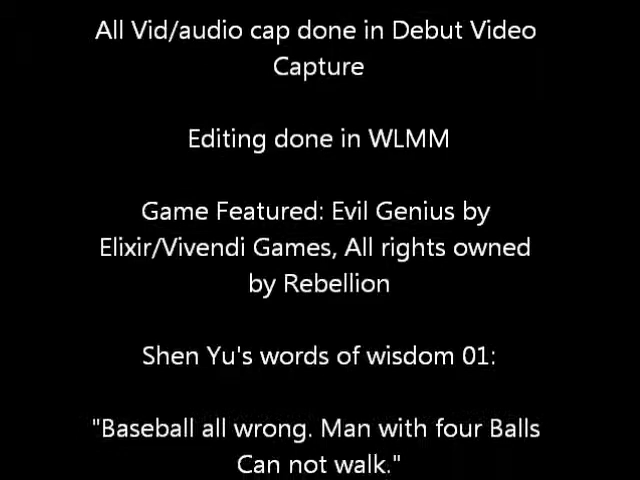 All Vid/audio cap done in Debut Video
Capture
Editing done in WLMM
Game Featured: Evil Genius by
Elixir/Vivendi Games, All rights owned
by Rebellion
Shen Yu's words of wisdom 01:
"Baseball all wrong. Man with four Balls
Can not walk."